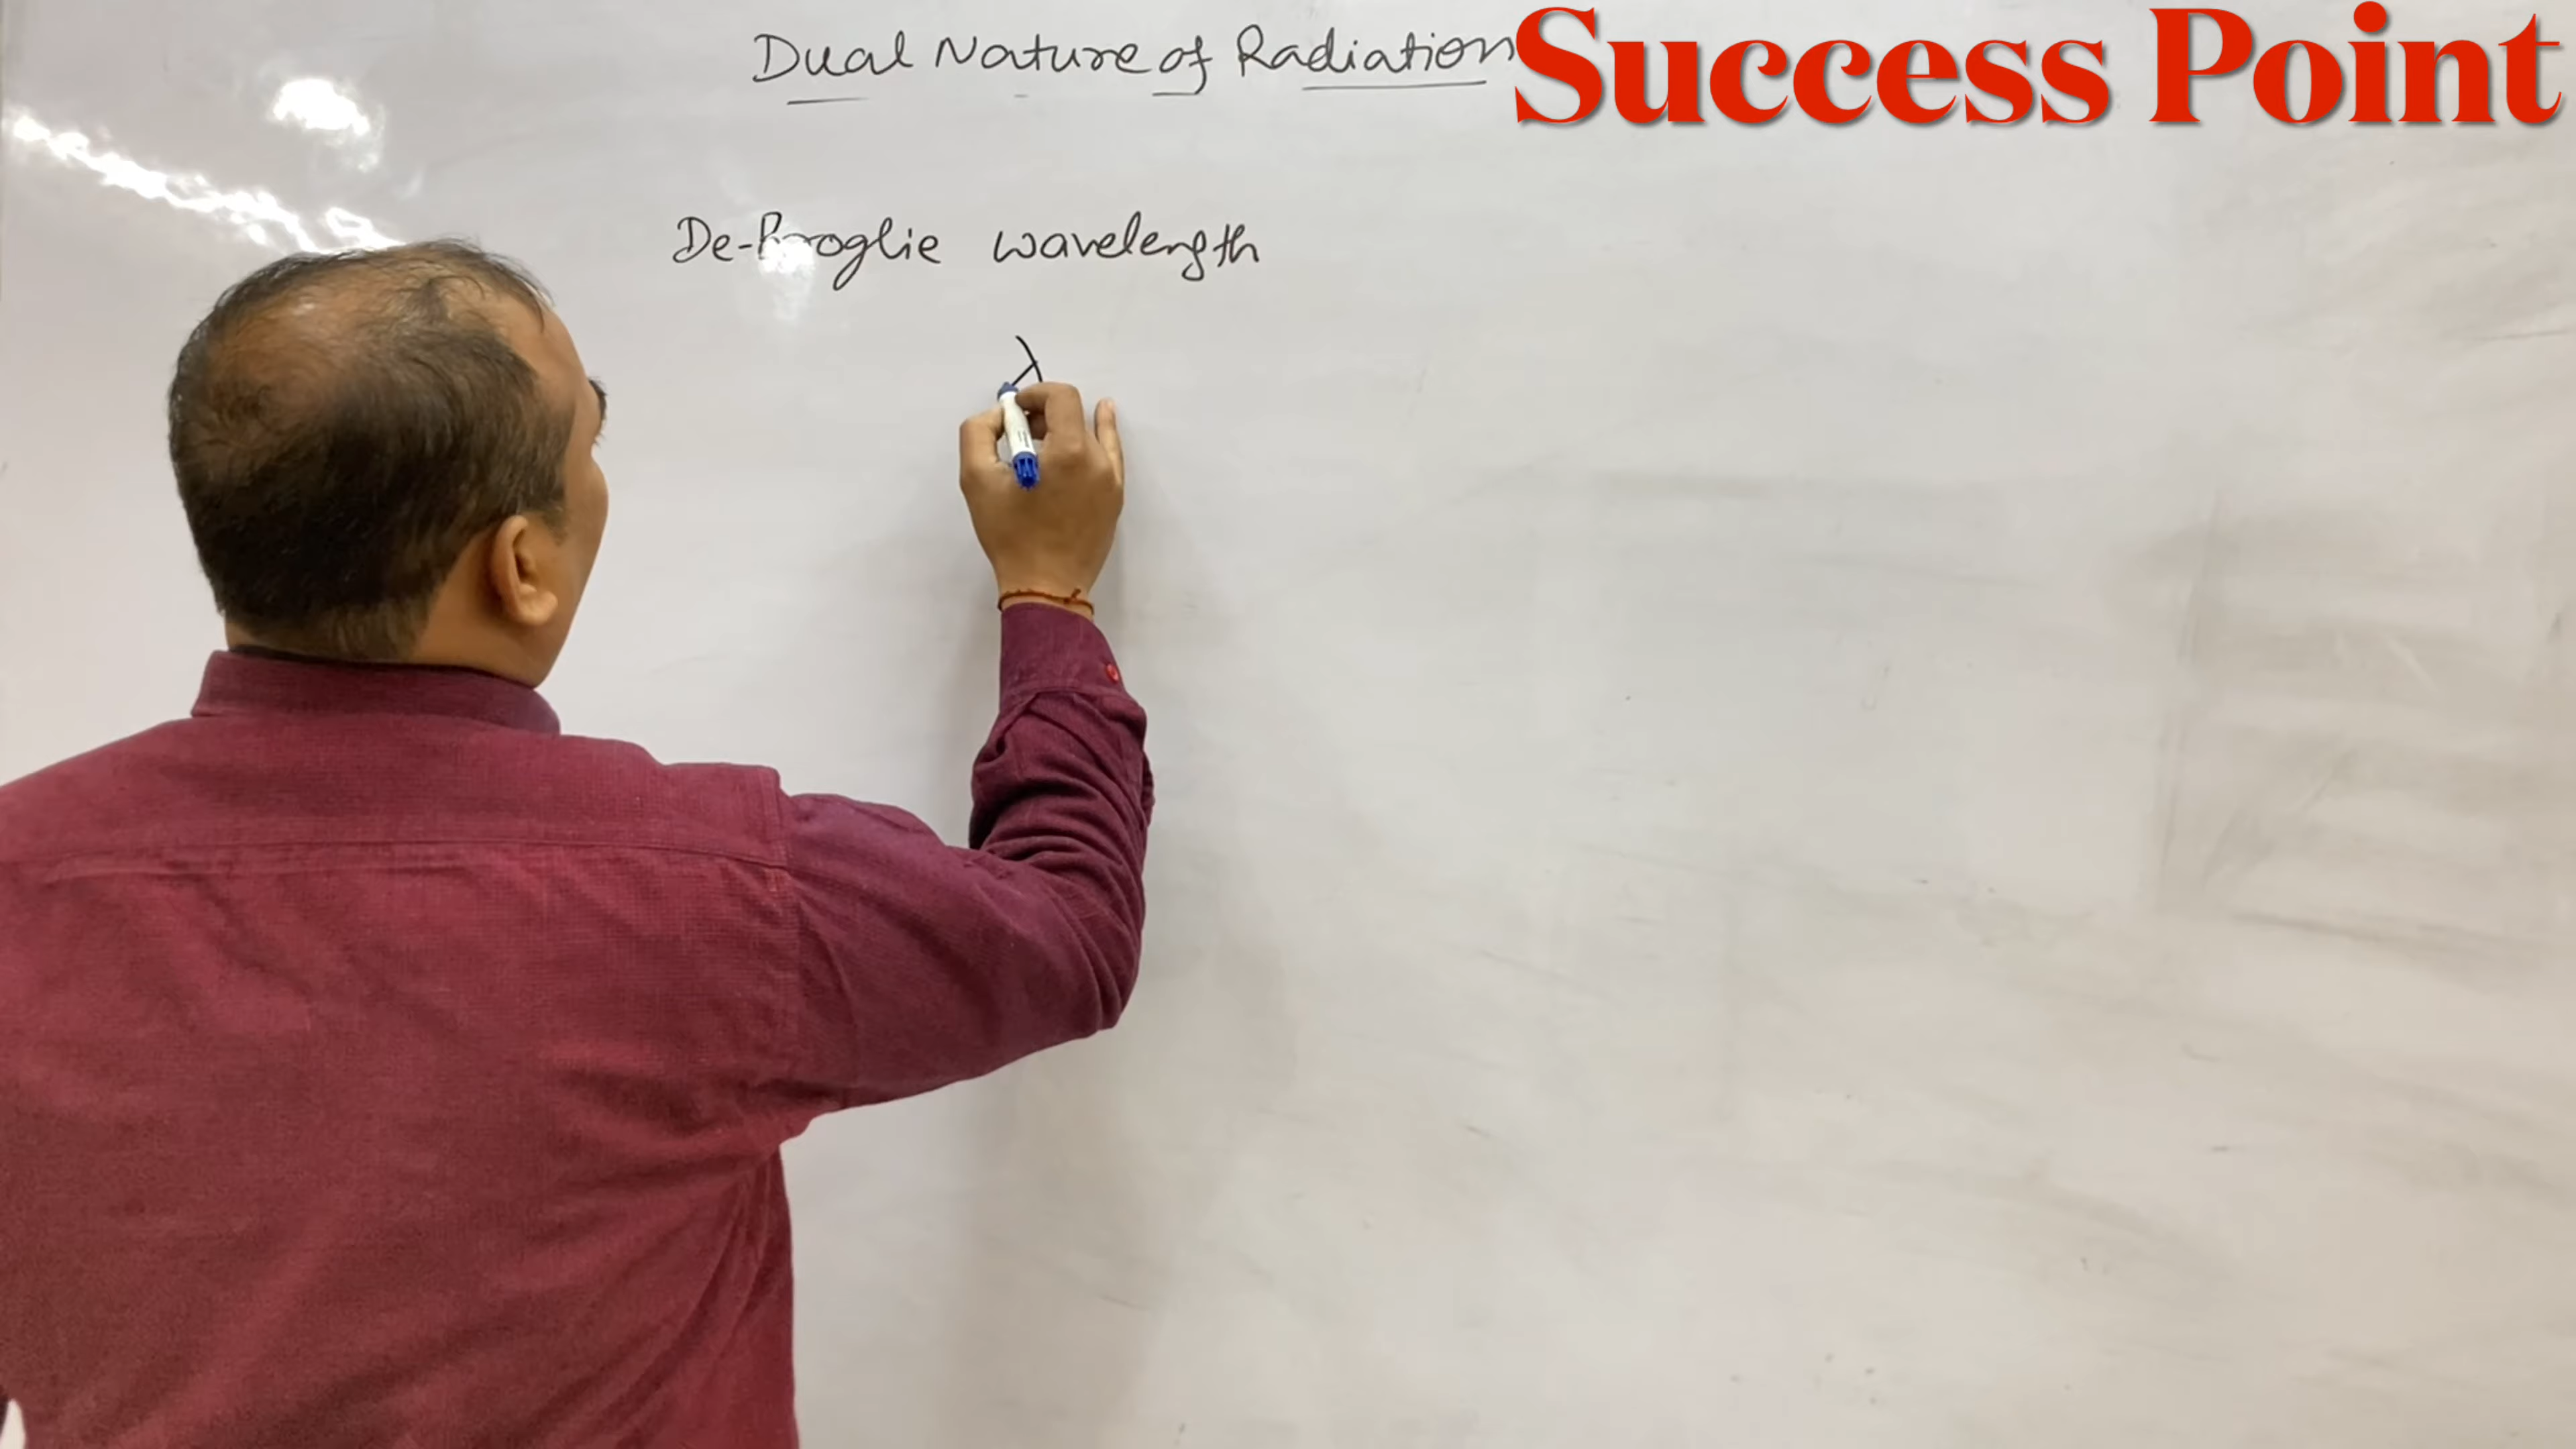 Dual Nature of Radiation
Success Point
De-Broglie wavelength
λ